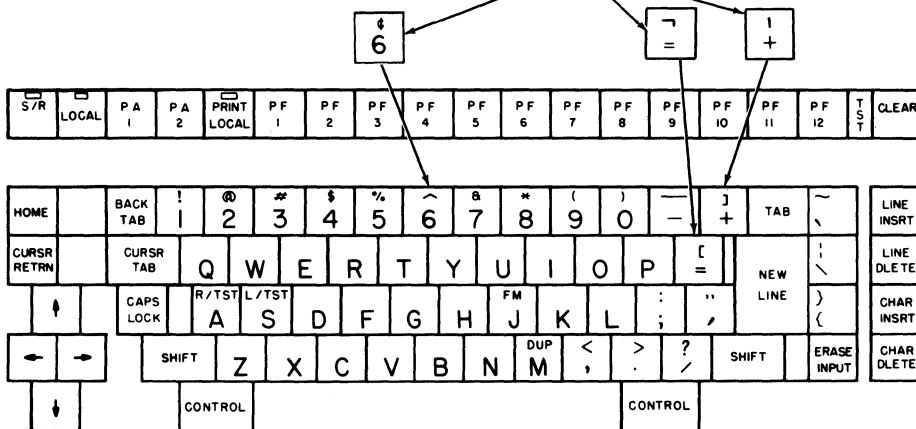 ¢ ¬ ¦
6 = +
S/R LOCAL PA 1 PA 2 PRINT LOCAL PF 1 PF 2 PF 3 PF 4 PF 5 PF 6 PF 7 PF 8 PF 9 PF 10 PF 11 PF 12 TST CLEAR
HOME BACK TAB ! 1 @ 2 # 3 $ 4 % 5 ^ 6 & 7 * 8 ( 9 ) 0 — - ] + TAB ~ ` LINE INSRT
CURSR RETRN CURSR TAB Q W E R T Y U I O P [ = NEW LINE ¦ \ LINE DLETE
↑ CAPS LOCK R/TST A L/TST S D F G H FM J K L : ; " ' } { CHAR INSRT
← → SHIFT Z X C V B N DUP M < , > . ? / SHIFT ERASE INPUT CHAR DLETE
↓ CONTROL CONTROL